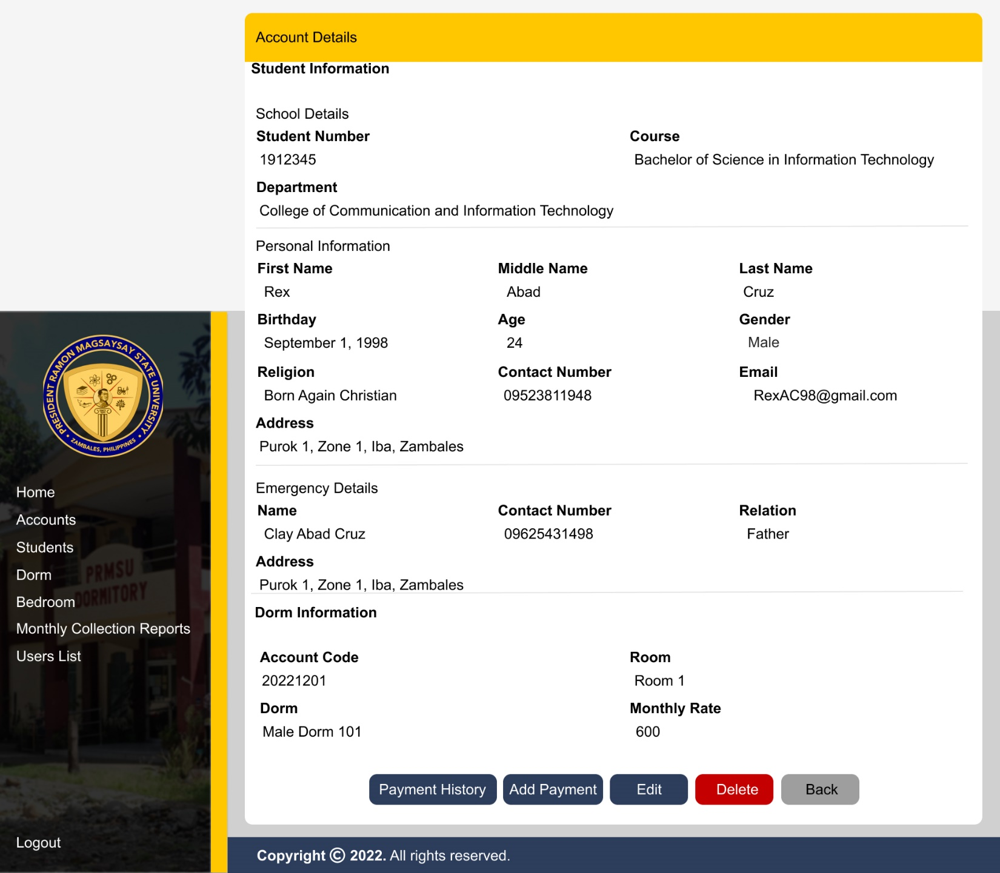 Account Details
Student Information
School Details
Student Number Course
1912345 Bachelor of Science in Information Technology
Department
College of Communication and Information Technology
Personal Information
First Name Middle Name Last Name
Rex Abad Cruz
Birthday Age Gender
September 1, 1998 24 Male
Religion Contact Number Email
Born Again Christian 09523811948 RexAC98@gmail.com
Address
Purok 1, Zone 1, Iba, Zambales
Emergency Details
Name Contact Number Relation
Clay Abad Cruz 09625431498 Father
Address
Purok 1, Zone 1, Iba, Zambales
Dorm Information
Account Code Room
20221201 Room 1
Dorm Monthly Rate
Male Dorm 101 600
Payment History Add Payment Edit Delete Back
PRESIDENT RAMON MAGSAYSAY STATE UNIVERSITY
• ZAMBALES, PHILIPPINES •
Home
Accounts
Students
Dorm
Bedroom
Monthly Collection Reports
Users List
PRMSU
DORMITORY
Logout
Copyright © 2022. All rights reserved.